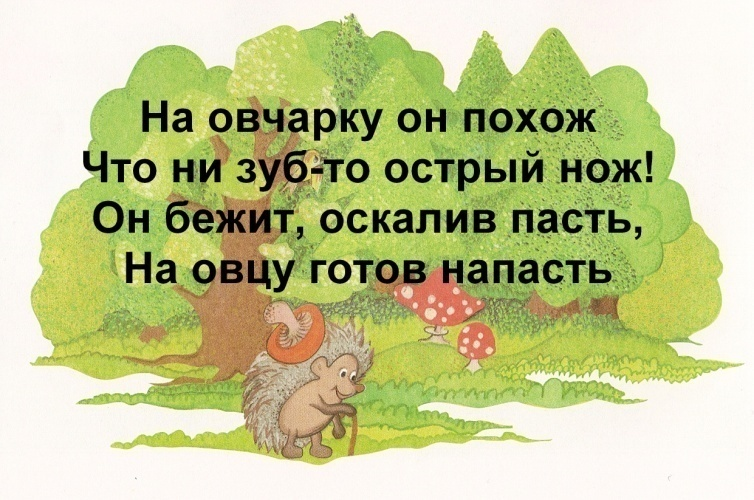 На овчарку он похож
Что ни зуб-то острый нож!
Он бежит, оскалив пасть,
На овцу готов напасть